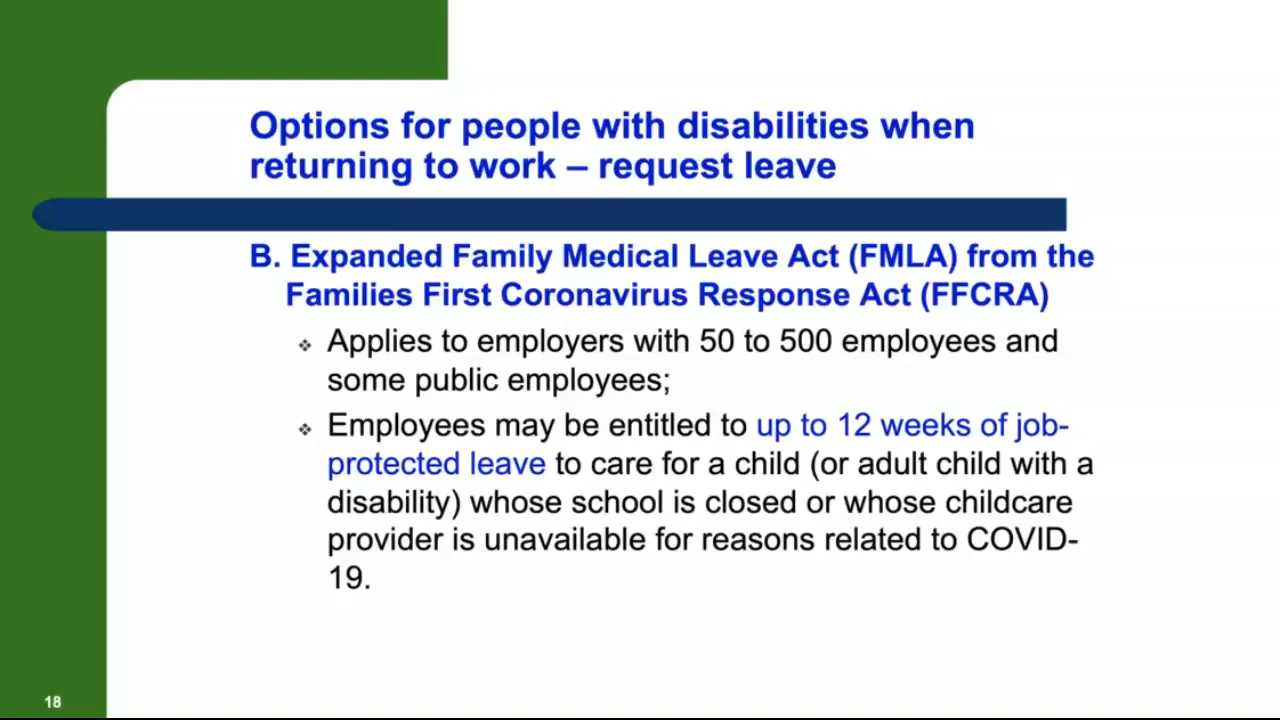 Options for people with disabilities when
returning to work – request leave
B. Expanded Family Medical Leave Act (FMLA) from the
Families First Coronavirus Response Act (FFCRA)
❖ Applies to employers with 50 to 500 employees and
some public employees;
❖ Employees may be entitled to up to 12 weeks of job-
protected leave to care for a child (or adult child with a
disability) whose school is closed or whose childcare
provider is unavailable for reasons related to COVID-
19.
18